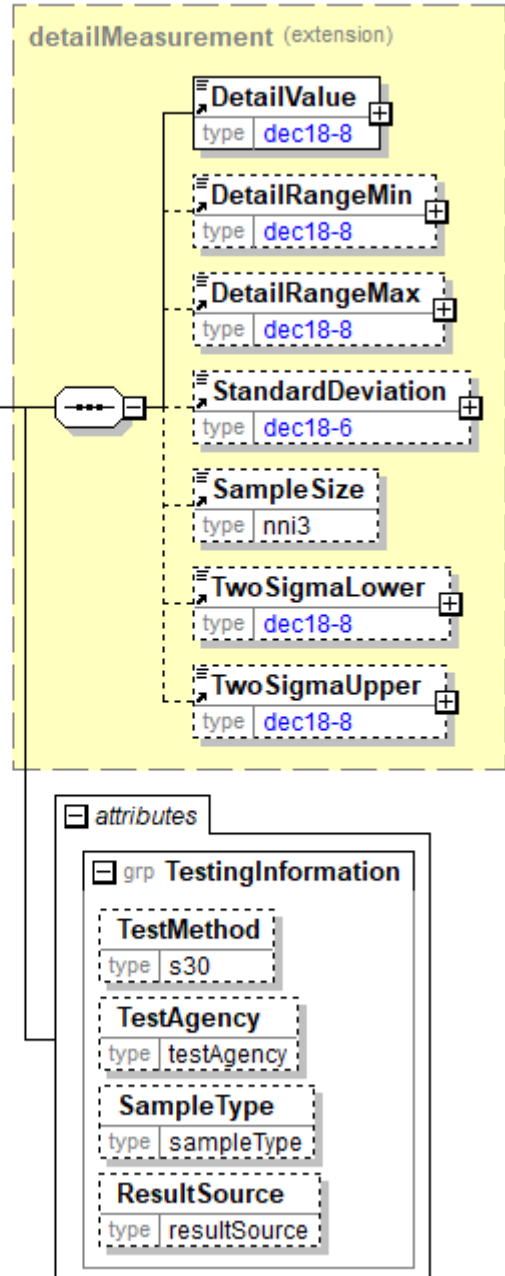 detailMeasurement (extension)
DetailValue
type dec18-8
DetailRangeMin
type dec18-8
DetailRangeMax
type dec18-8
StandardDeviation
type dec18-6
SampleSize
type nni3
TwoSigmaLower
type dec18-8
TwoSigmaUpper
type dec18-8
attributes
grp TestingInformation
TestMethod
type s30
TestAgency
type testAgency
SampleType
type sampleType
ResultSource
type resultSource